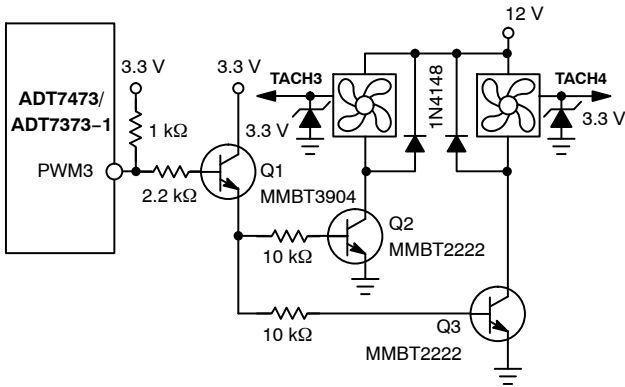 12 V
3.3 V
3.3 V
TACH3
TACH4
1N4148
ADT7473/
ADT7373–1
1 kΩ
3.3 V
3.3 V
PWM3
2.2 kΩ
Q1
MMBT3904
Q2
MMBT2222
10 kΩ
10 kΩ
Q3
MMBT2222